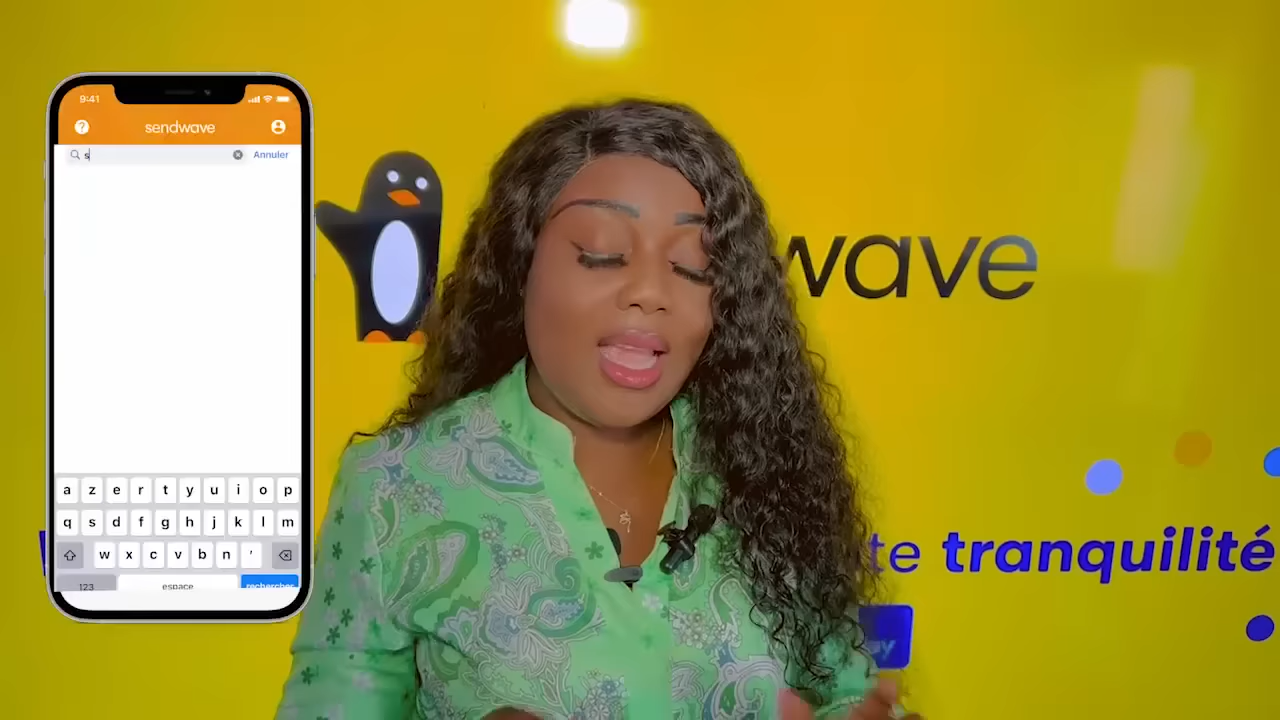 9:41
sendwave
s
Annuler
a z e r t y u i o p
q s d f g h j k l m
w x c v b n '
123 espace rechercher
wave
te tranquilité